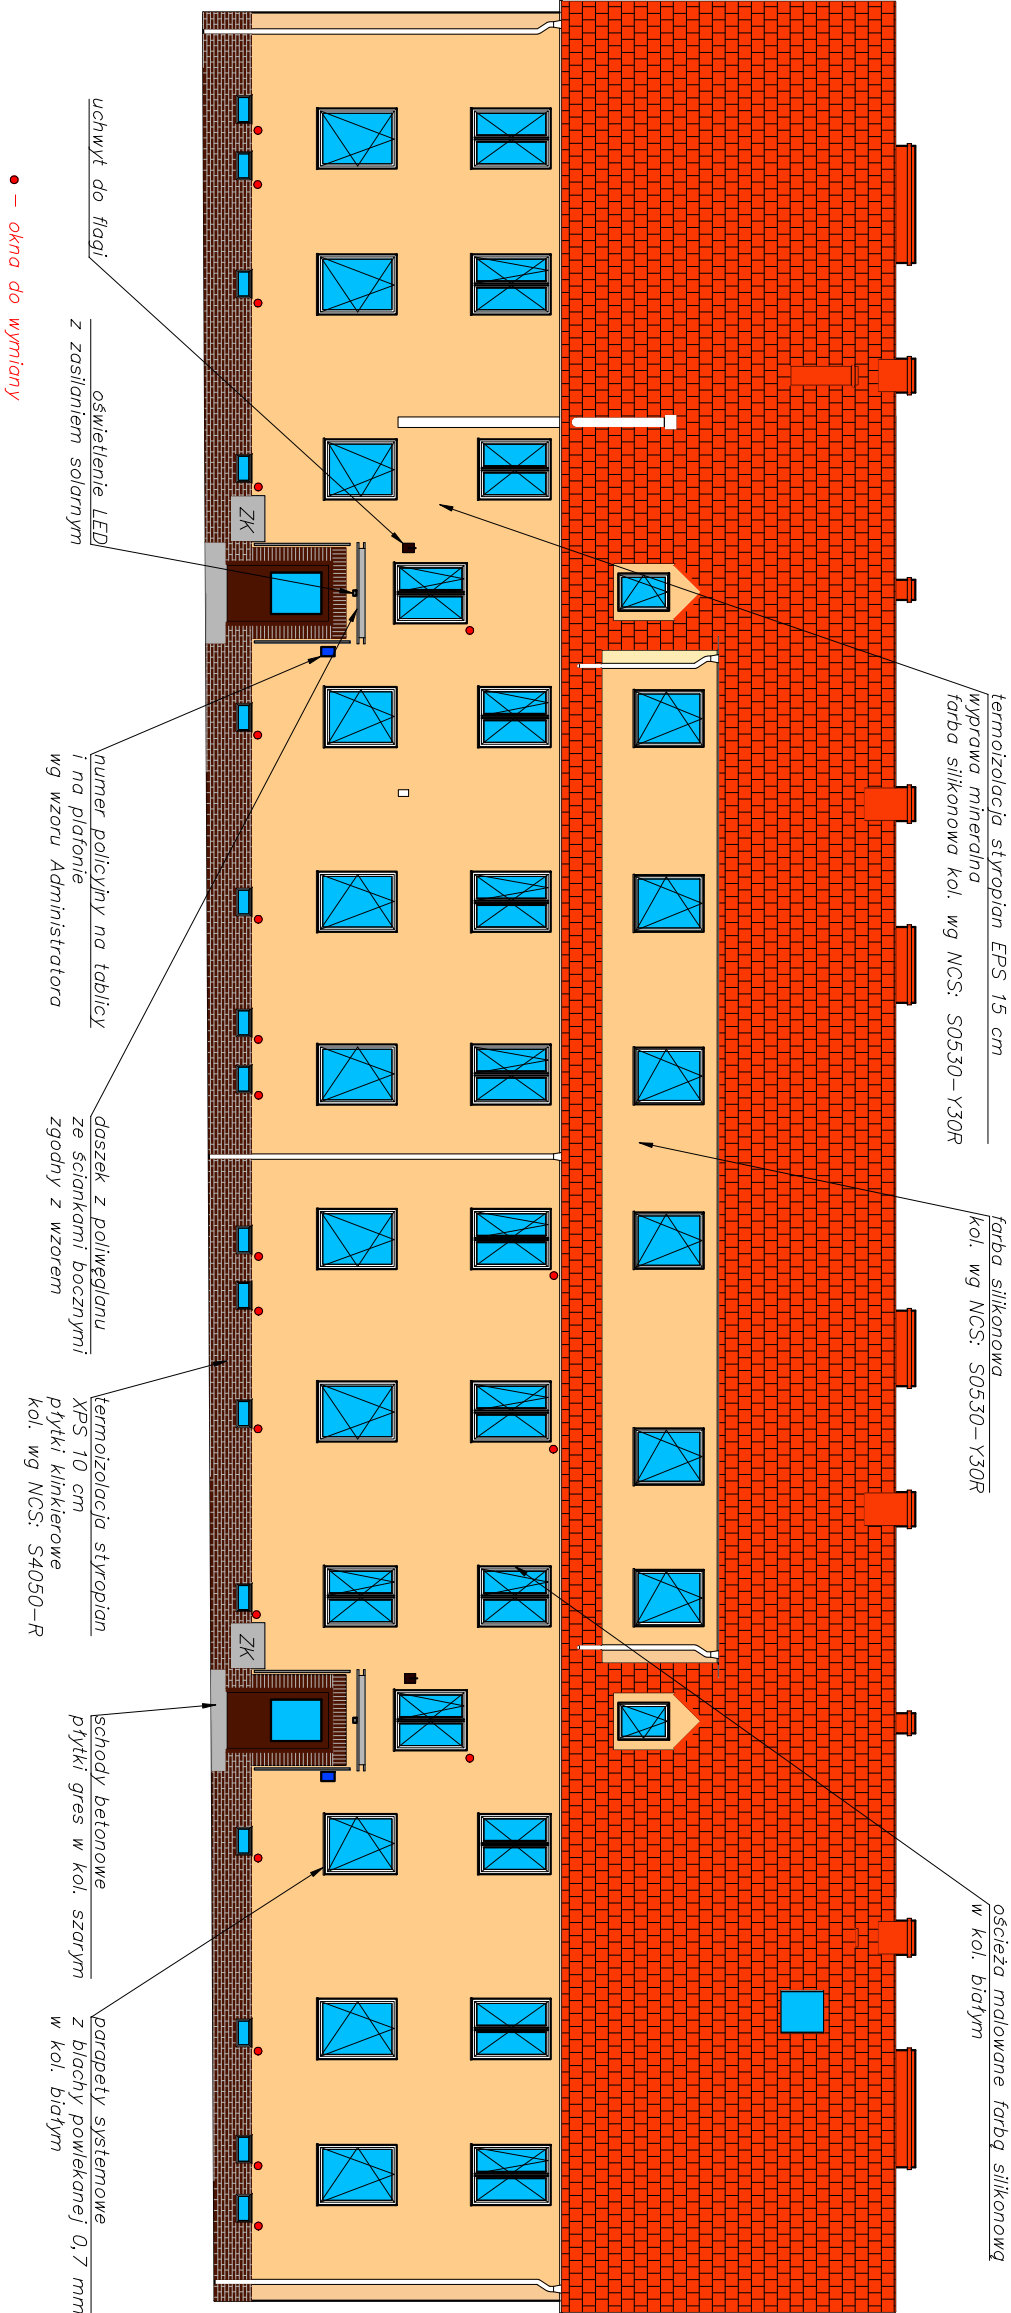 termoizolacja styropian EPS 15 cm
wyprawa mineralna
farba silikonowa kol. wg NCS: S0530-Y30R
farba silikonowa
kol. wg NCS: S0530-Y30R
ościeża malowane farbą silikonową
w kol. białym
ZK
ZK
uchwyt do flagi
oświetlenie LED
z zasilaniem solarnym
numer policyjny na tablicy
i na plafonie
wg wzoru Administratora
daszek z poliwęglanu
ze ściankami bocznymi
zgodny z wzorem
termoizolacja styropian
XPS 10 cm
płytki klinkierowe
kol. wg NCS: S4050-R
schody betonowe
płytki gres w kol. szarym
parapety systemowe
z blachy powlekanej 0,7 mm
w kol. białym
- okna do wymiany